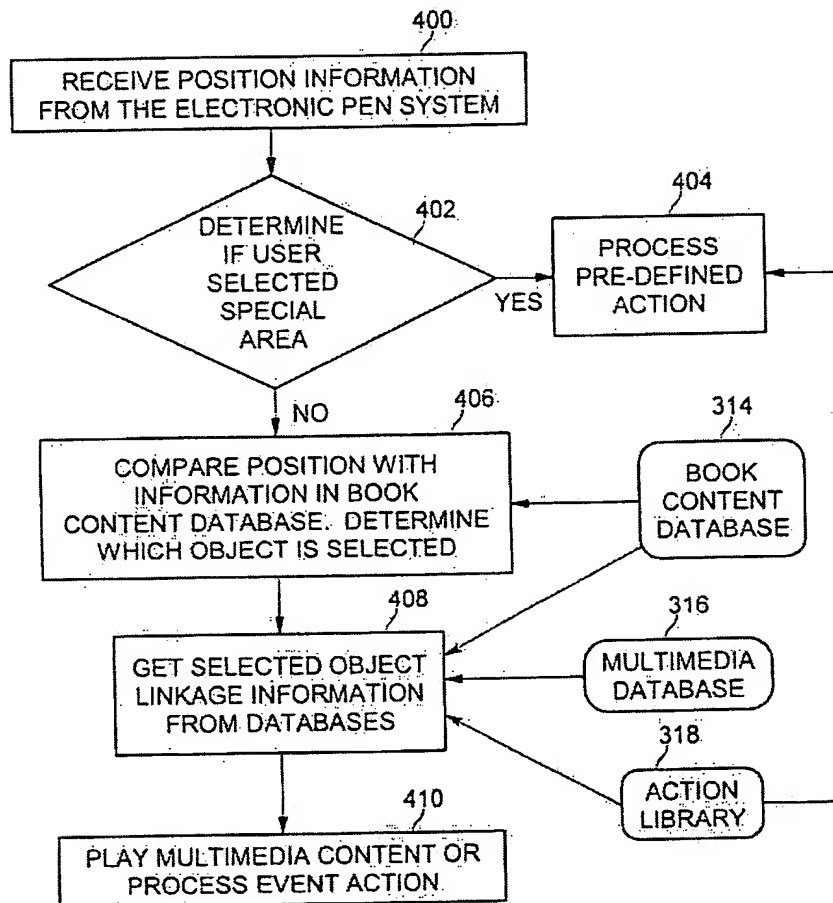 400
RECEIVE POSITION INFORMATION
FROM THE ELECTRONIC PEN SYSTEM
402
DETERMINE
IF USER
SELECTED
SPECIAL
AREA
YES
404
PROCESS
PRE-DEFINED
ACTION
NO
406
COMPARE POSITION WITH
INFORMATION IN BOOK
CONTENT DATABASE. DETERMINE
WHICH OBJECT IS SELECTED
314
BOOK
CONTENT
DATABASE
408
GET SELECTED OBJECT
LINKAGE INFORMATION
FROM DATABASES
316
MULTIMEDIA
DATABASE
318
ACTION
LIBRARY
410
PLAY MULTIMEDIA CONTENT OR
PROCESS EVENT ACTION